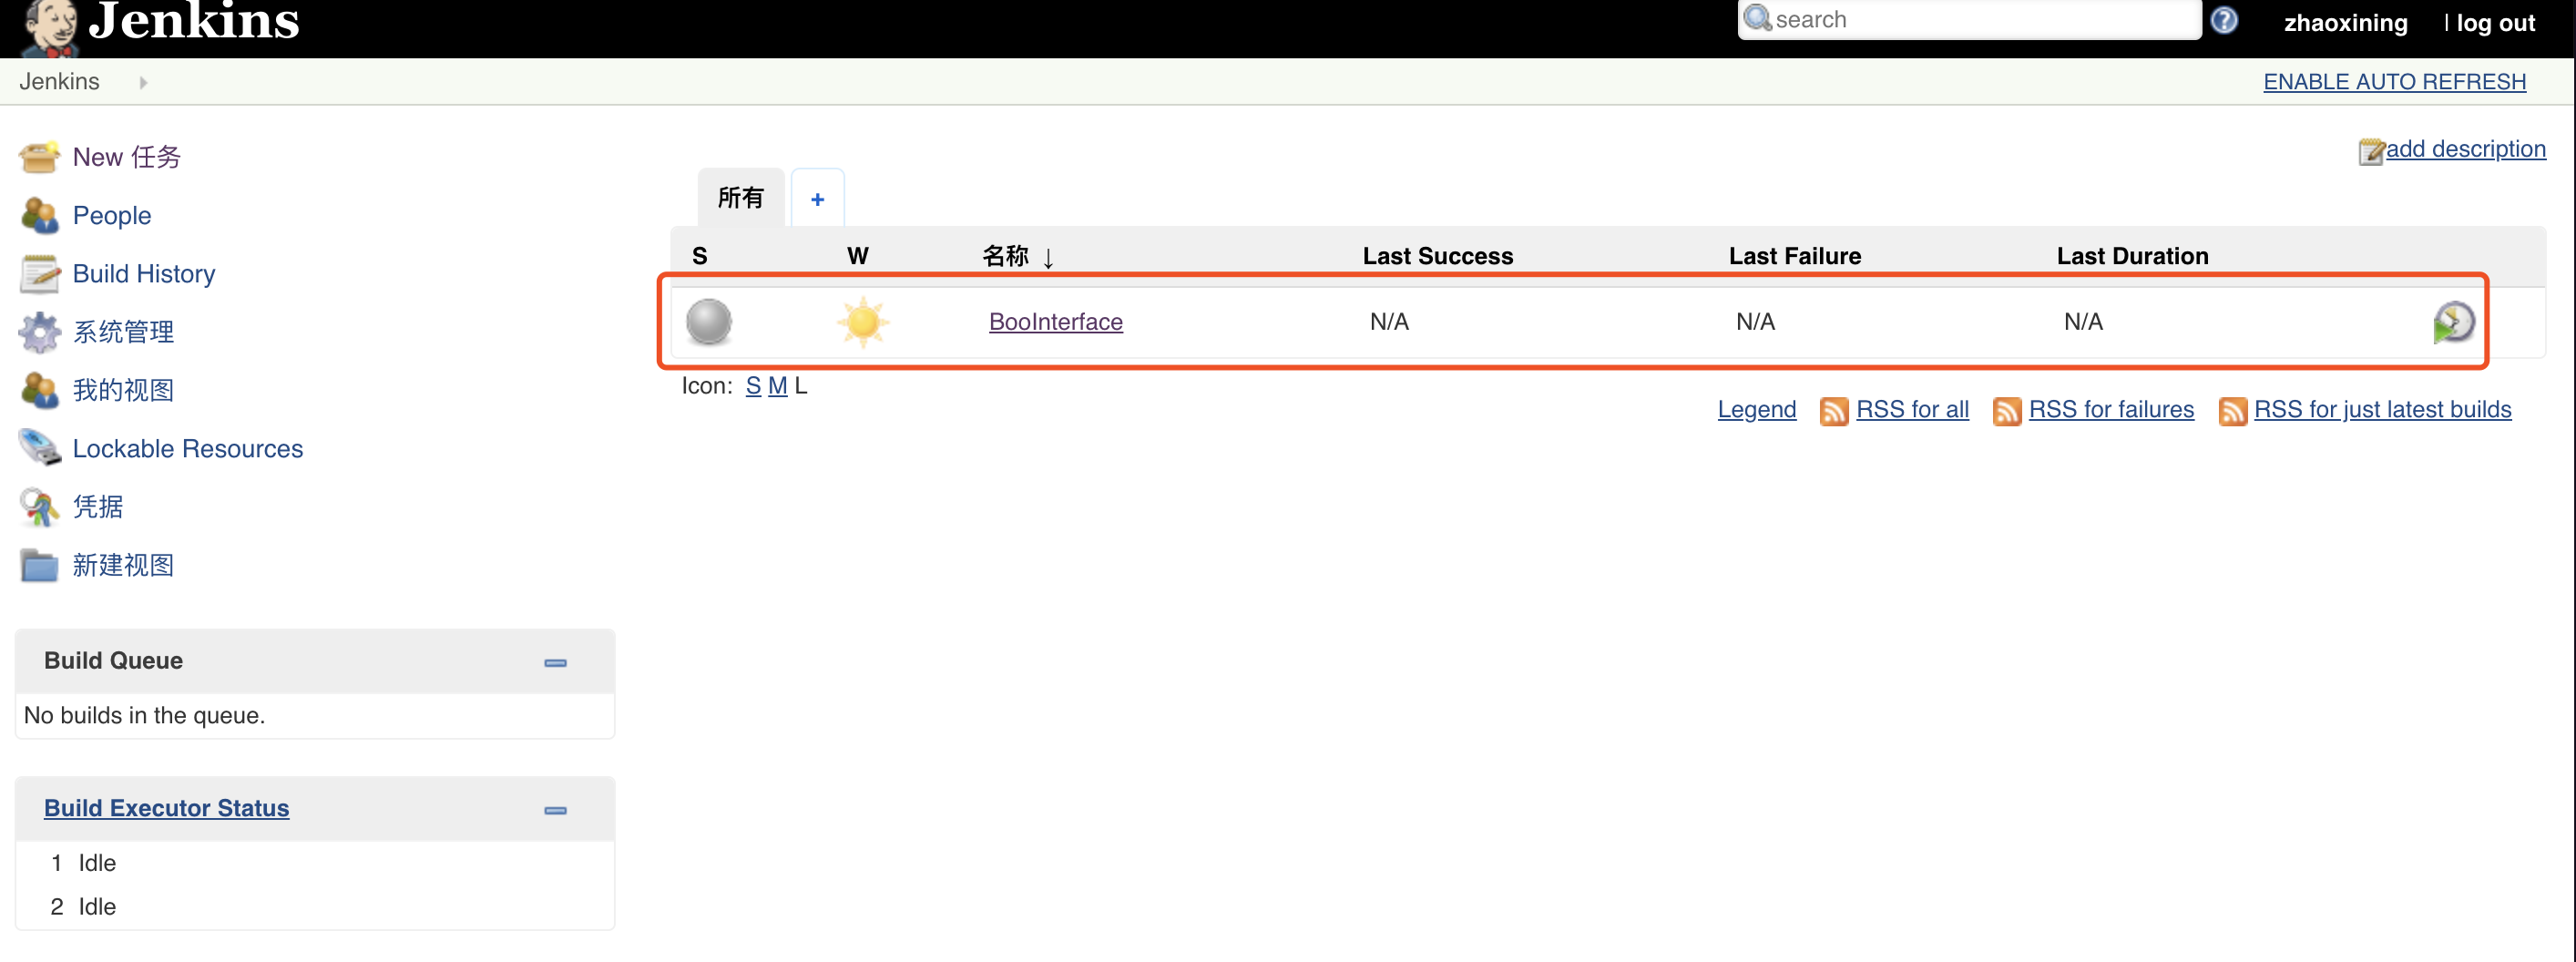 Jenkins
search
zhaoxining
| log out
Jenkins
ENABLE AUTO REFRESH
New 任务
People
Build History
系统管理
我的视图
Lockable Resources
凭据
新建视图
Build Queue
No builds in the queue.
Build Executor Status
1 Idle
2 Idle
add description
所有
+
S W 名称 ↓ Last Success Last Failure Last Duration
BooInterface N/A N/A N/A
Icon: S M L
Legend RSS for all RSS for failures RSS for just latest builds